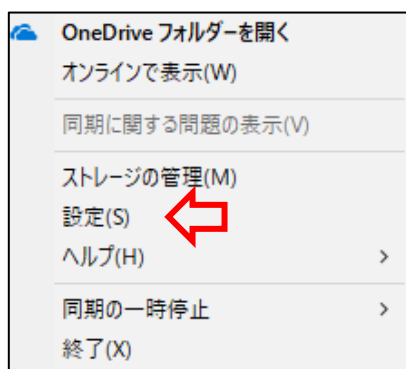 OneDrive フォルダーを開く
オンラインで表示(W)
同期に関する問題の表示(V)
ストレージの管理(M)
設定(S)
ヘルプ(H)
同期の一時停止
終了(X)